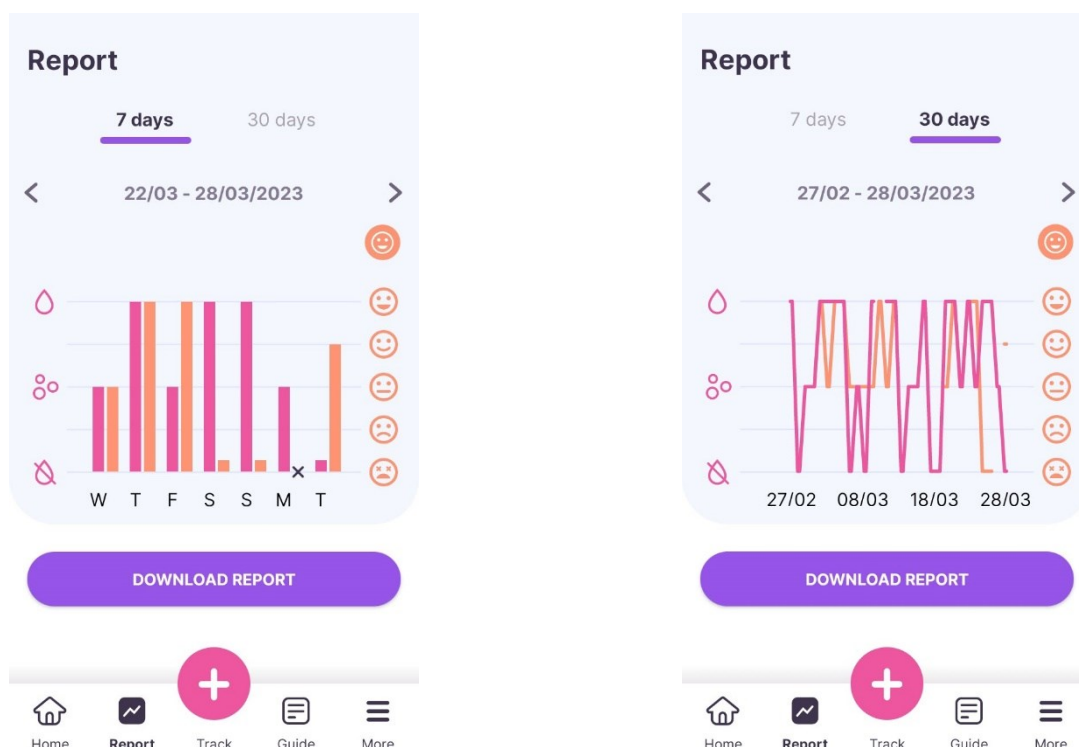 Report
7 days 30 days
22/03 - 28/03/2023
W T F S S M T
DOWNLOAD REPORT
Home Report Track Guide More
Report
7 days 30 days
27/02 - 28/03/2023
27/02 08/03 18/03 28/03
DOWNLOAD REPORT
Home Report Track Guide More